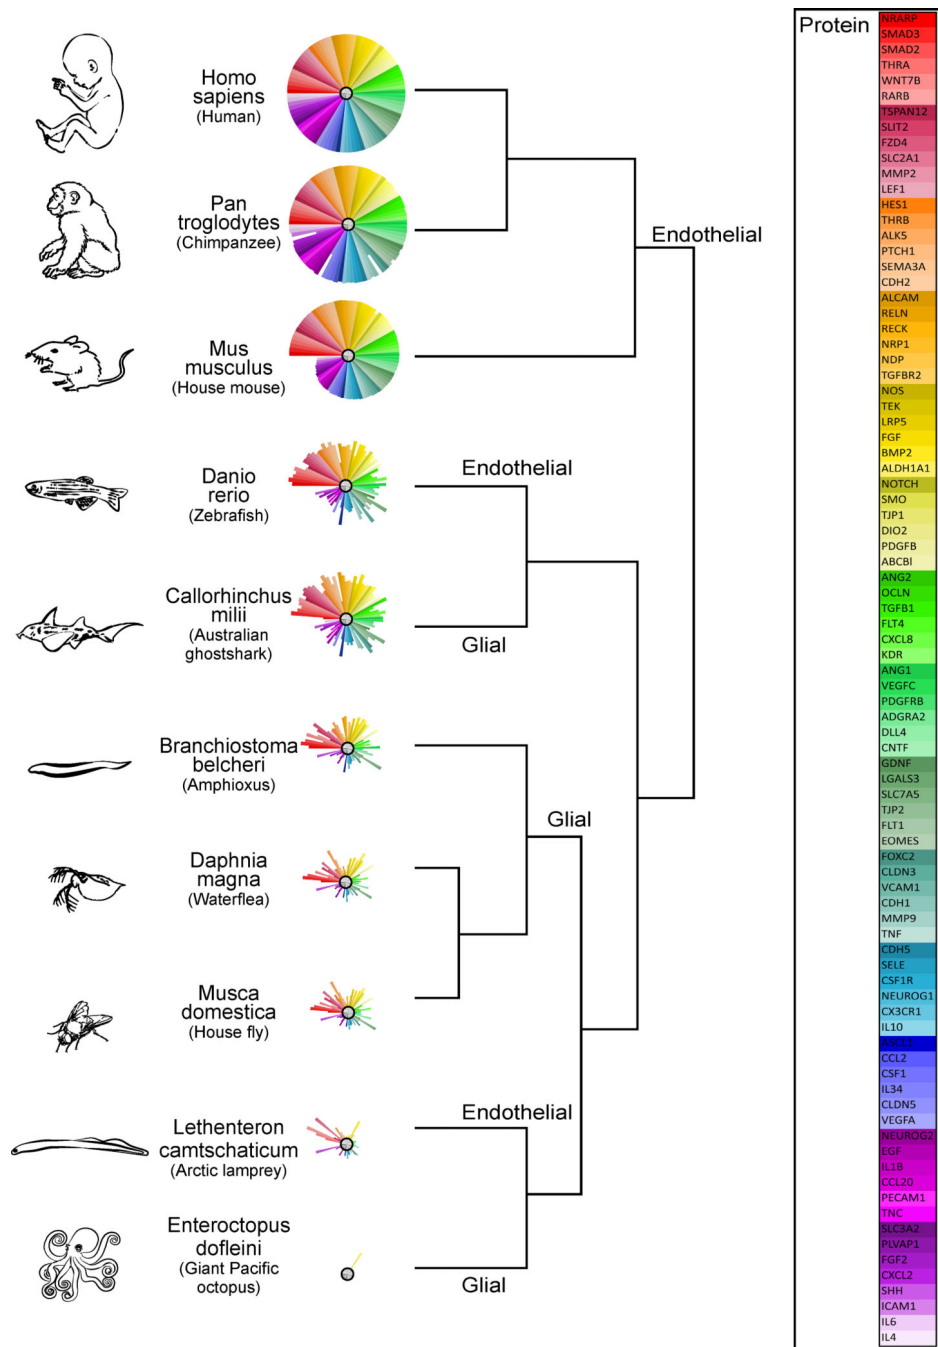 Homo
sapiens
(Human)
Pan
troglodytes
(Chimpanzee)
Endothelial
Mus
musculus
(House mouse)
Danio
rerio
(Zebrafish)
Endothelial
Callorhinchus
milii
(Australian
ghostshark)
Glial
Branchiostoma
belcheri
(Amphioxus)
Glial
Daphnia
magna
(Waterflea)
Musca
domestica
(House fly)
Endothelial
Lethenteron
camtschaticum
(Arctic lamprey)
Enteroctopus
dofleini
(Giant Pacific
octopus)
Glial
Protein
NRARP
SMAD3
SMAD2
THRA
WNT7B
RARB
TSPAN12
SLIT2
FZD4
SLC2A1
MMP2
LEF1
HES1
THRB
ALK5
PTCH1
SEMA3A
CDH2
ALCAM
RELN
RECK
NRP1
NDP
TGFBR2
NOS
TEK
LRP5
FGF
BMP2
ALDH1A1
NOTCH
SMO
TJP1
DIO2
PDGFB
ABCBl
ANG2
OCLN
TGFB1
FLT4
CXCL8
KDR
ANG1
VEGFC
PDGFRB
ADGRA2
DLL4
CNTF
GDNF
LGALS3
SLC7A5
TJP2
FLT1
EOMES
FOXC2
CLDN3
VCAM1
CDH1
MMP9
TNF
CDH5
SELE
CSF1R
NEUROG1
CX3CR1
IL10
ASCL1
CCL2
CSF1
IL34
CLDN5
VEGFA
NEUROG2
EGF
IL1B
CCL20
PECAM1
TNC
SLC3A2
PLVAP1
FGF2
CXCL2
SHH
ICAM1
IL6
IL4